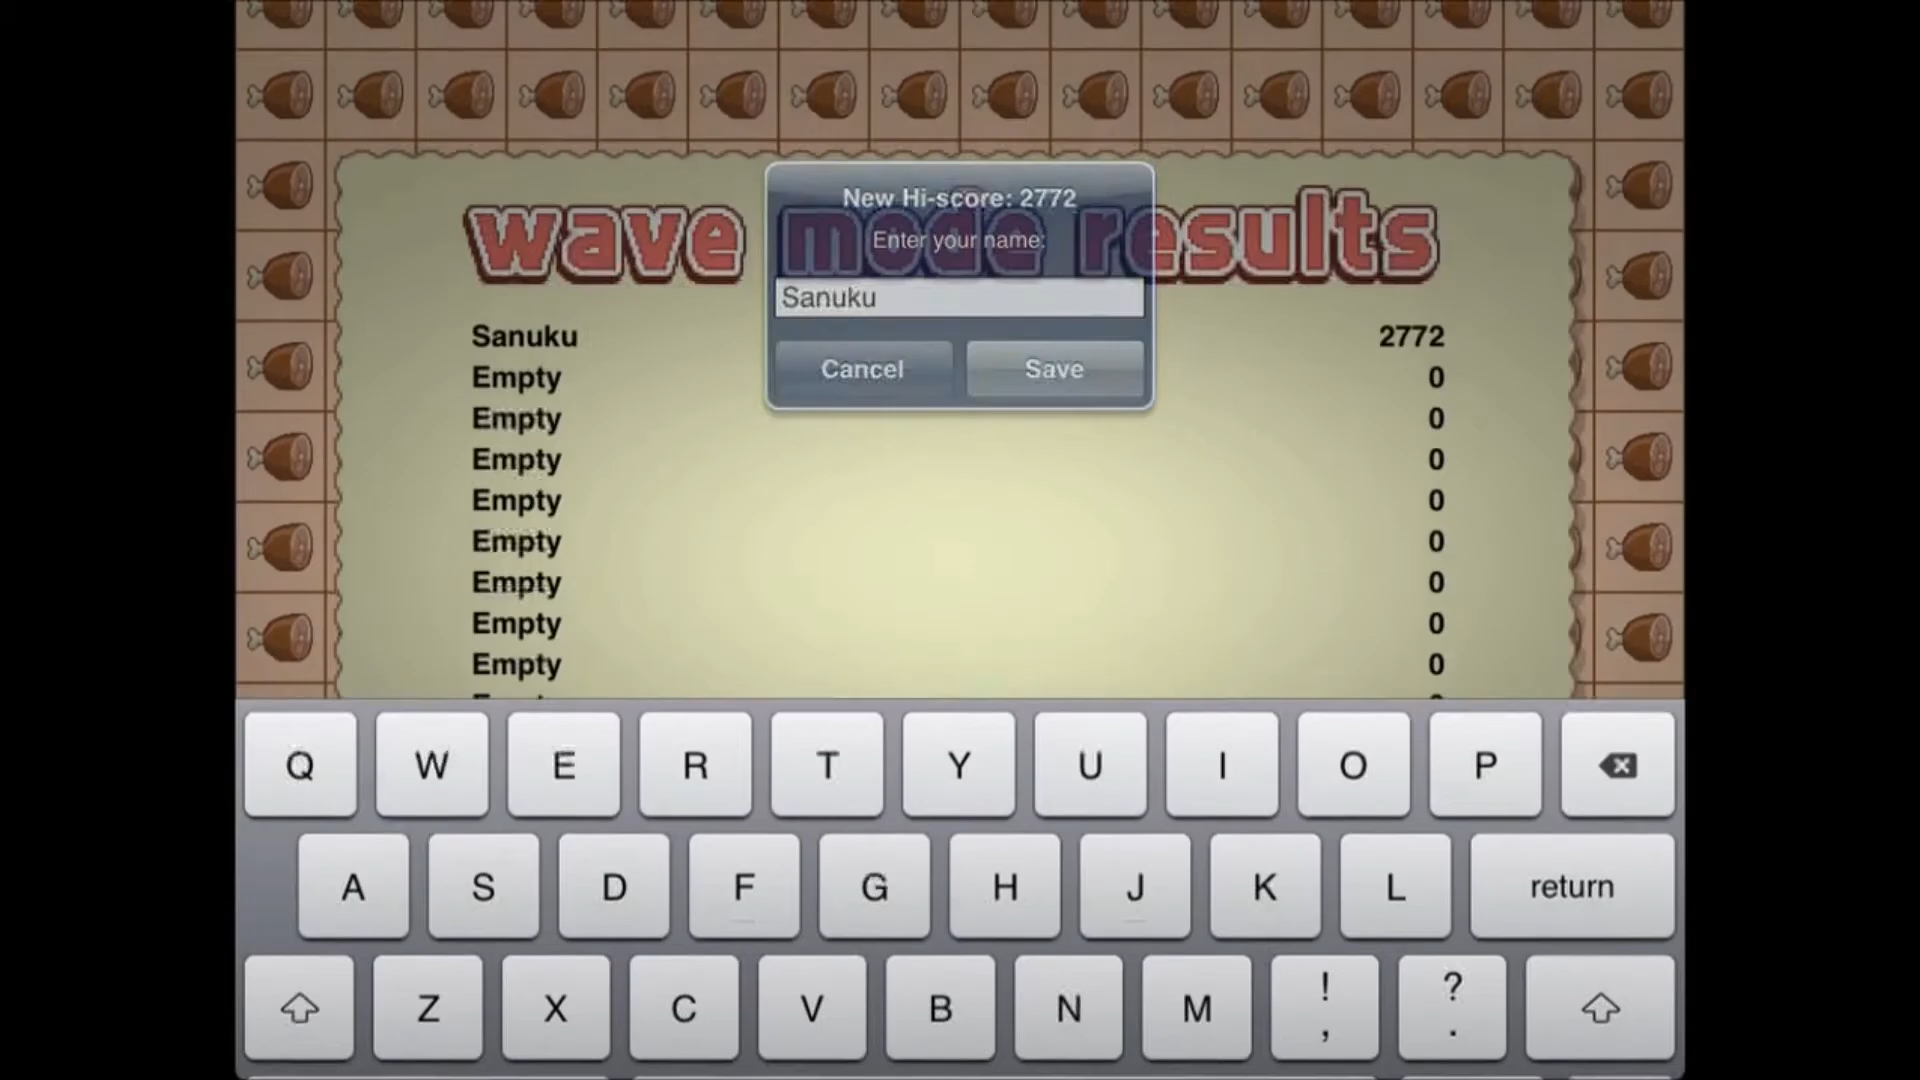 wave mode results
New Hi-score: 2772
Enter your name:
Sanuku
Cancel Save
Sanuku 2772
Empty 0
Empty 0
Empty 0
Empty 0
Empty 0
Empty 0
Empty 0
Empty 0
Q W E R T Y U I O P
A S D F G H J K L return
Z X C V B N M ! , ? .